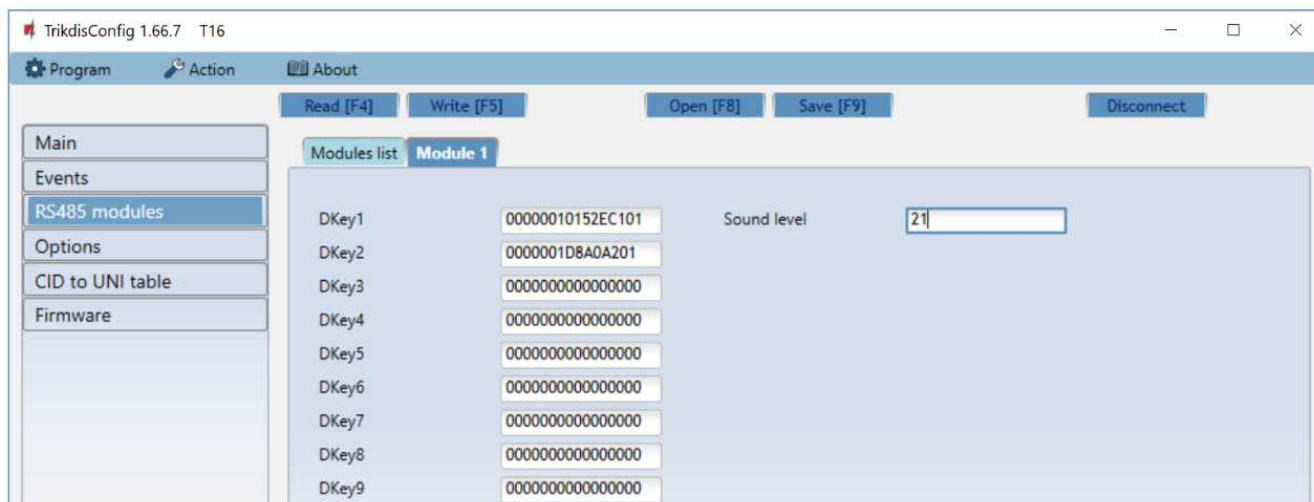 TrikdisConfig 1.66.7 T16
Program Action About
Read [F4] Write [F5] Open [F8] Save [F9] Disconnect
Main
Events
RS485 modules
Options
CID to UNI table
Firmware
Modules list Module 1
DKey1 00000010152EC101 Sound level 21
DKey2 0000001D8A0A201
DKey3 0000000000000000
DKey4 0000000000000000
DKey5 0000000000000000
DKey6 0000000000000000
DKey7 0000000000000000
DKey8 0000000000000000
DKey9 0000000000000000